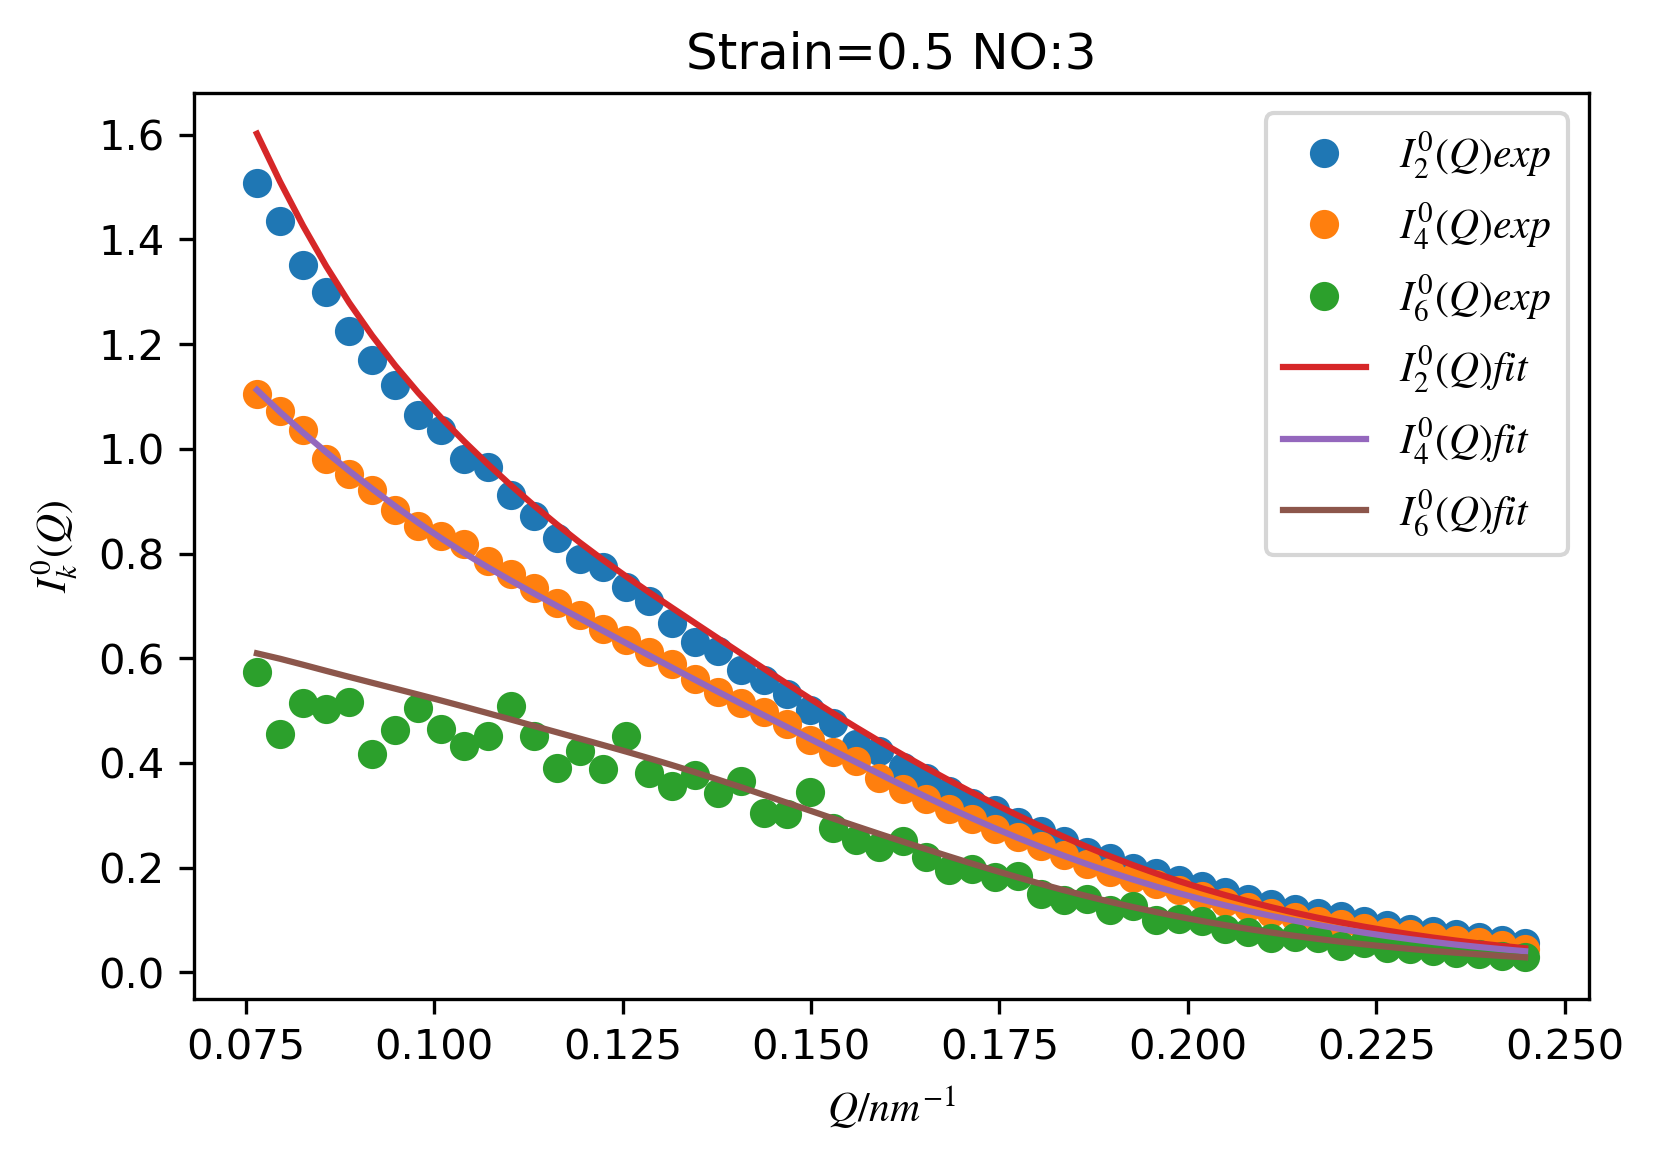 Strain=0.5 NO:3
1.6
1.4
1.2
1.0
0.8
0.6
0.4
0.2
0.0
I_k^0(Q)
I_2^0(Q)exp
I_4^0(Q)exp
I_6^0(Q)exp
I_2^0(Q)fit
I_4^0(Q)fit
I_6^0(Q)fit
0.075 0.100 0.125 0.150 0.175 0.200 0.225 0.250
Q/nm^{-1}